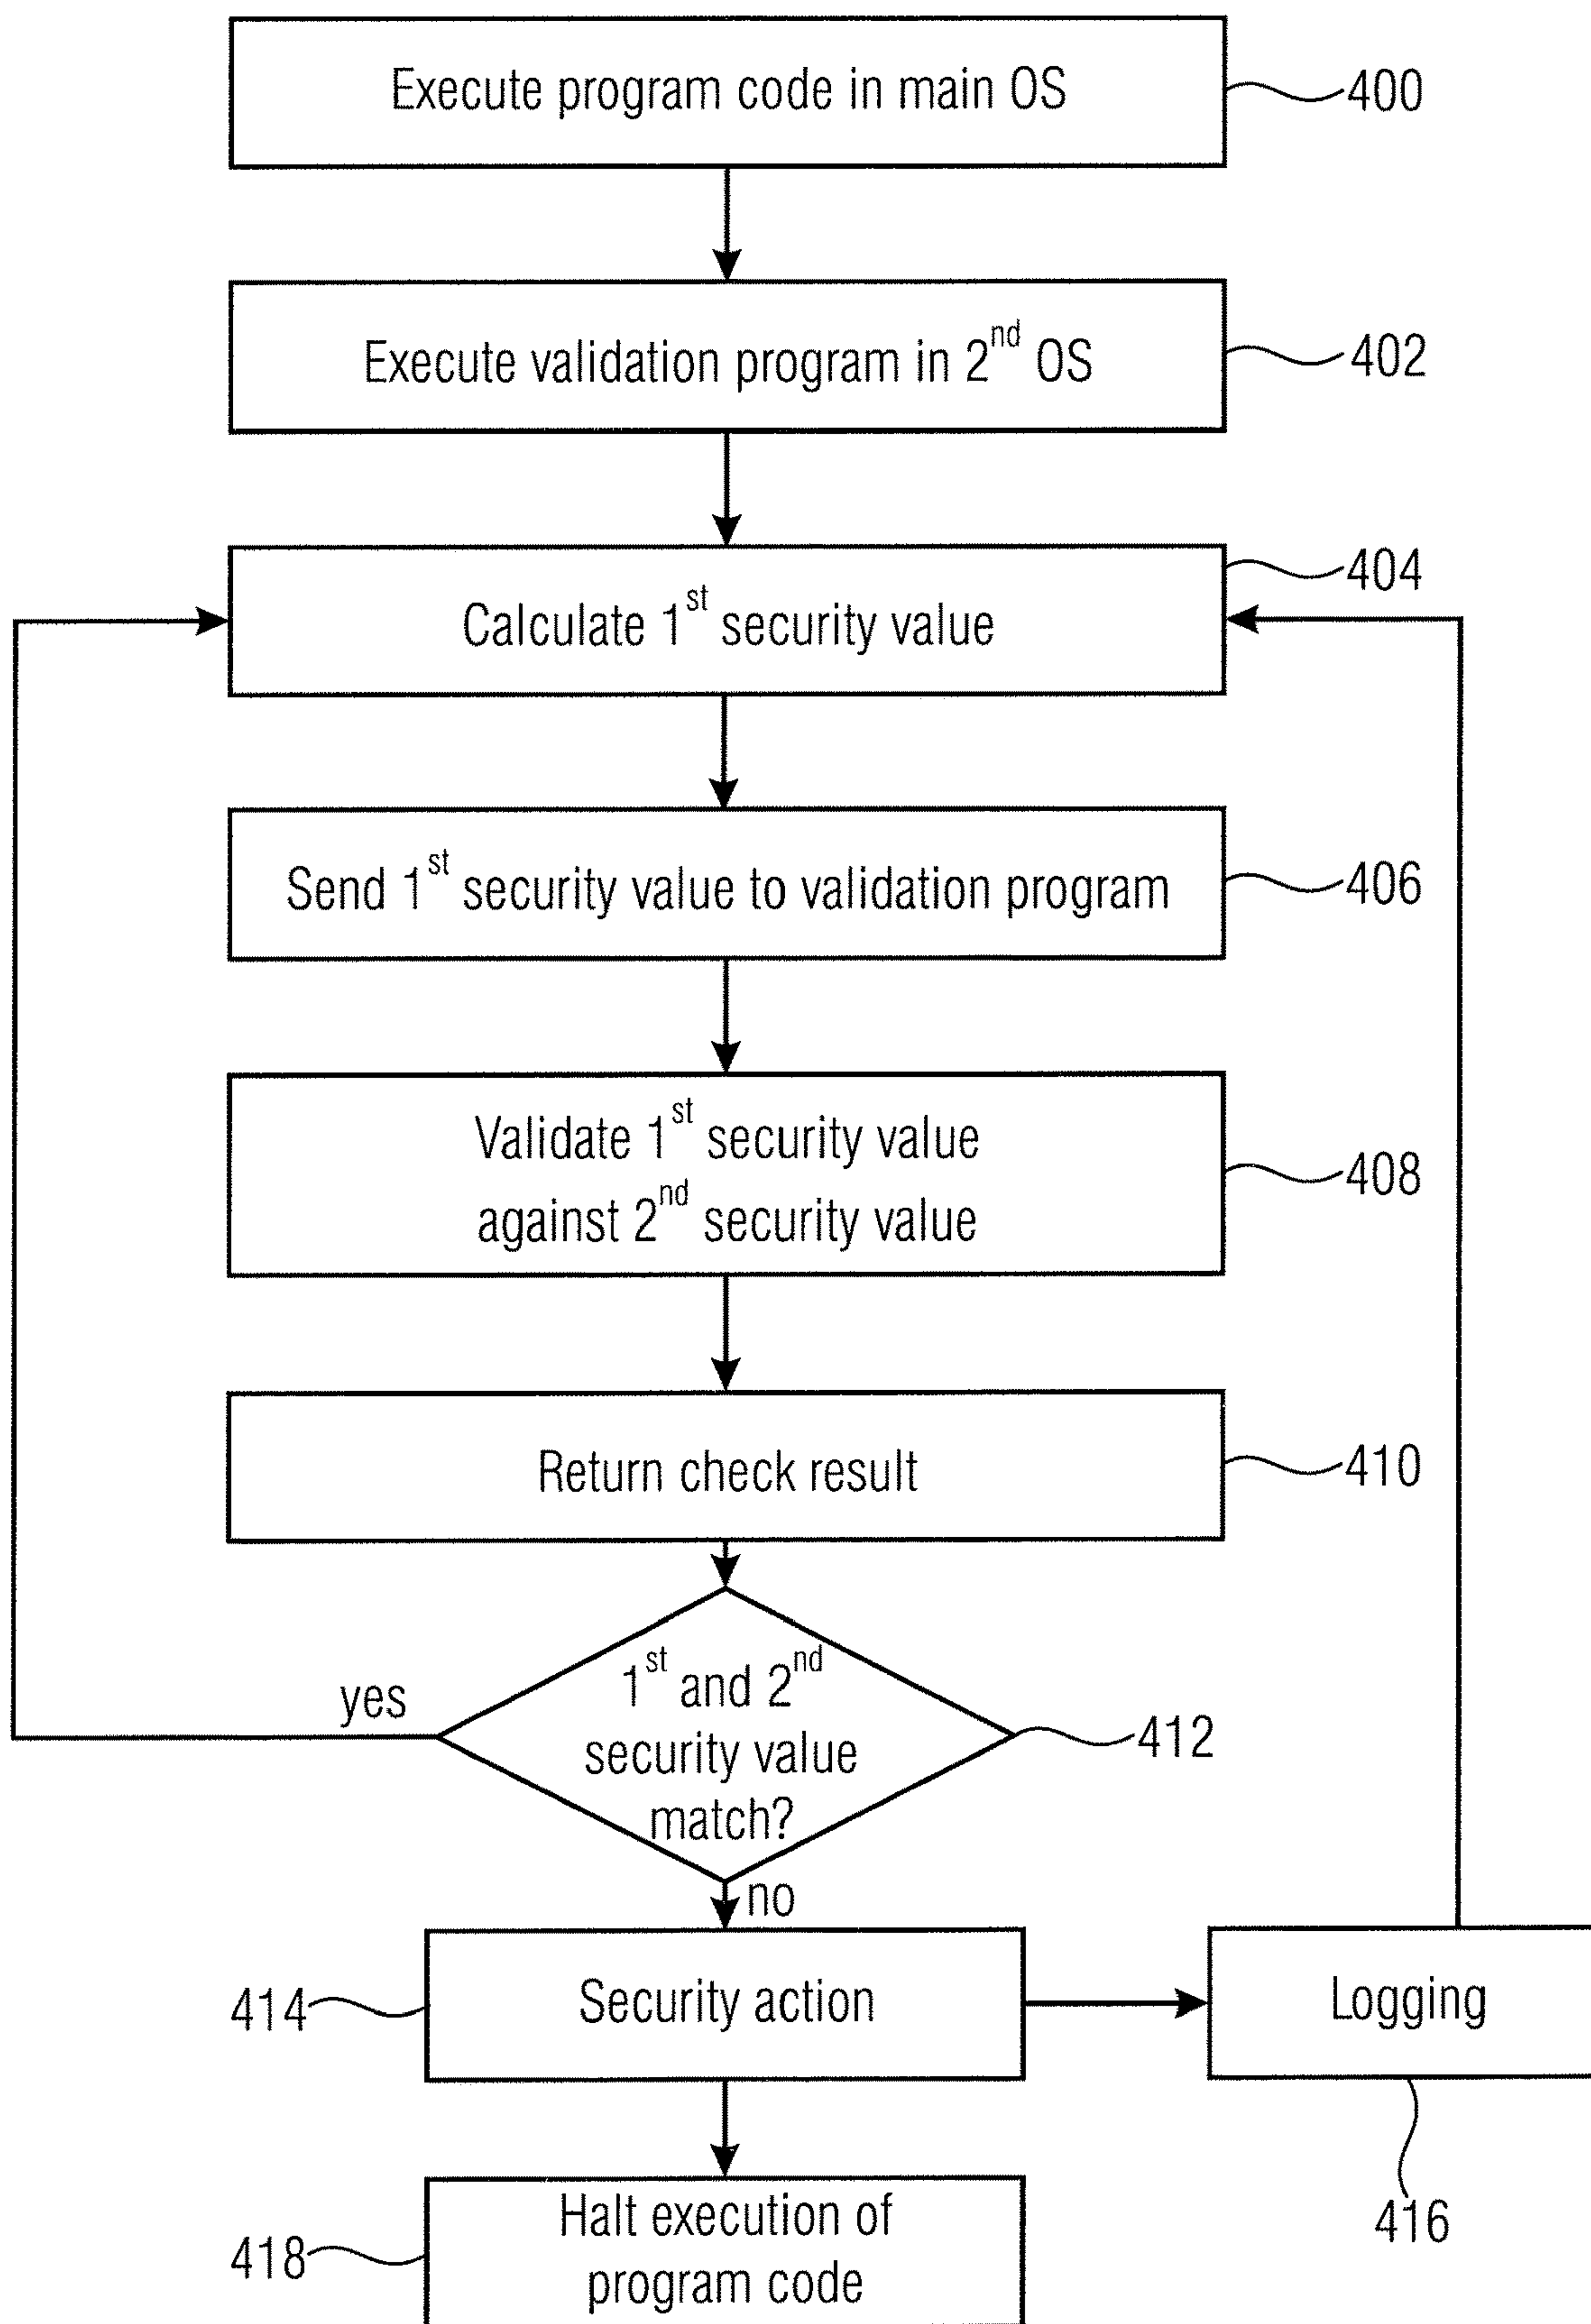 Execute program code in main OS
400
Execute validation program in 2nd OS
402
404
Calculate 1st security value
Send 1st security value to validation program
406
Validate 1st security value
against 2nd security value
408
Return check result
410
1st and 2nd
security value
match?
yes
412
no
Security action
414
Logging
416
Halt execution of
program code
418